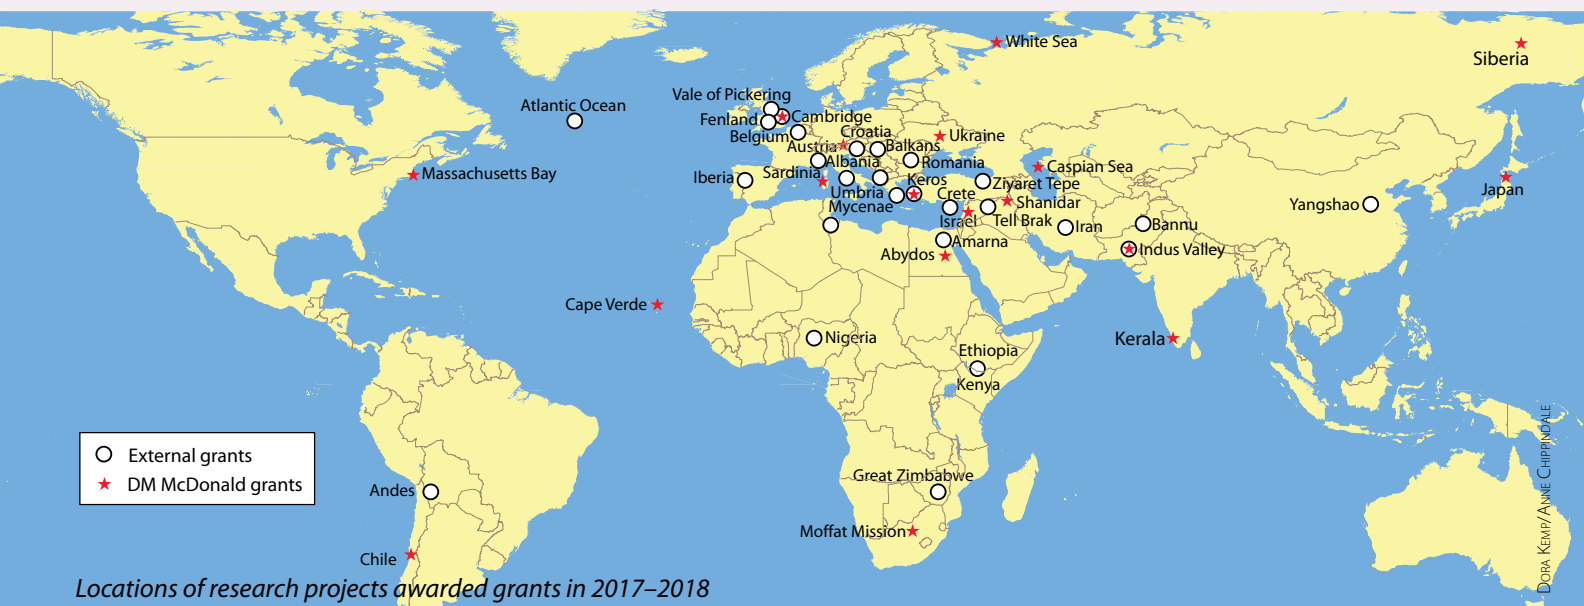 White Sea
Siberia
Vale of Pickering
Atlantic Ocean
Fenland
Cambridge
Belgium
Croatia
Ukraine
Austria
Balkans
Albania
Romania
Caspian Sea
Massachusetts Bay
Sardinia
Iberia
Keros
Ziyaret Tepe
Japan
Umbria
Crete
Shanidar
Yangshao
Mycenae
Israel
Tell Brak
Iran
Bannu
Amarna
Indus Valley
Abydos
Cape Verde
Nigeria
Kerala
Ethiopia
Kenya
External grants
DM McDonald grants
Great Zimbabwe
Andes
Moffat Mission
Chile
Locations of research projects awarded grants in 2017–2018
Dora Kemp/Anne Chippindale